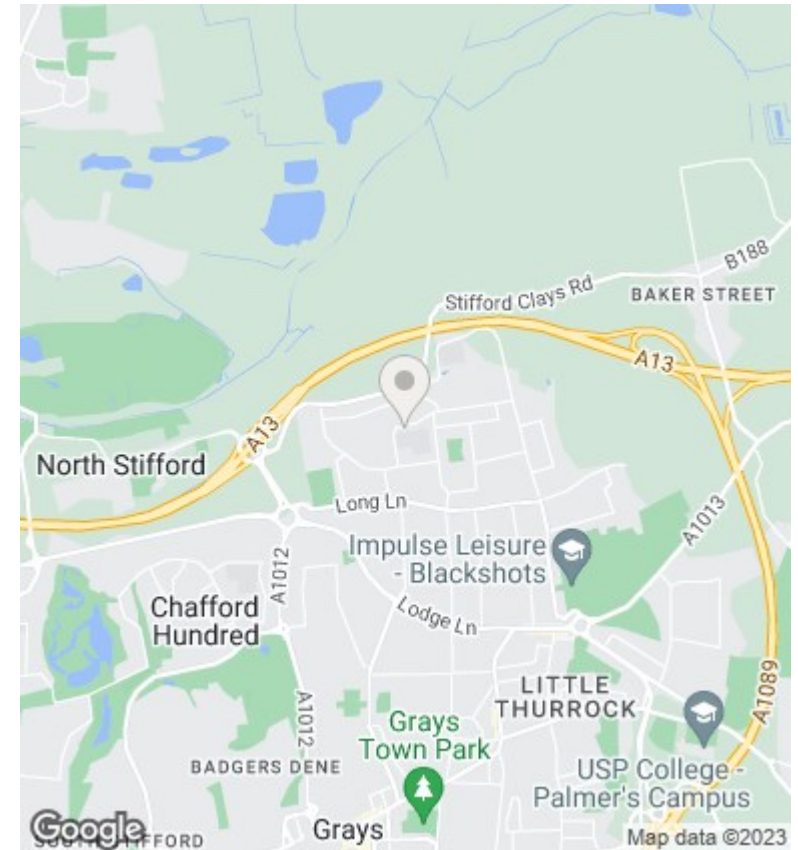 B188
Stifford Clays Rd
BAKER STREET
A13
A13
North Stifford
Long Ln
A1013
Impulse Leisure
- Blackshots
A1012
Chafford
Hundred
Lodge Ln
LITTLE
THURROCK
A1089
A1012
Grays
Town Park
BADGERS DENE
USP College -
Palmer's Campus
Google
SOUTH STIFFORD
Grays
Map data ©2023